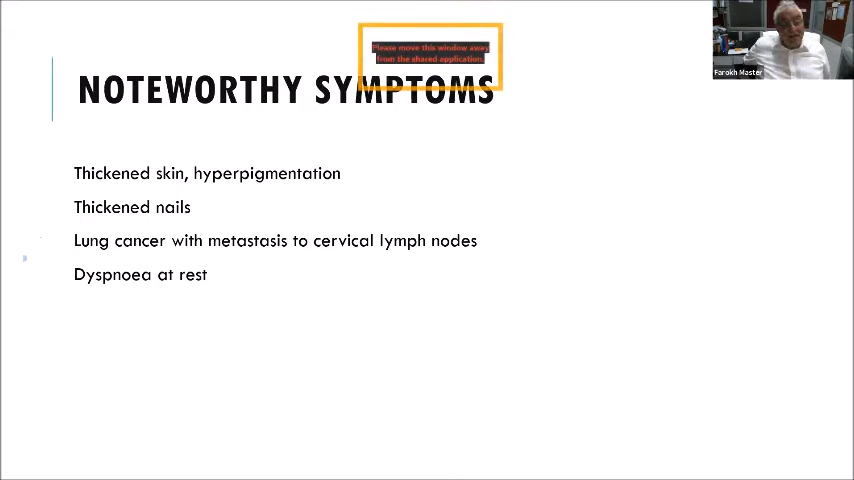 Please move this window away
from the shared application.
NOTEWORTHY SYMPTOMS
Farokh Master
Thickened skin, hyperpigmentation
Thickened nails
Lung cancer with metastasis to cervical lymph nodes
Dyspnoea at rest